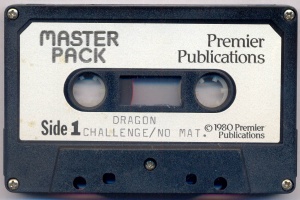 MASTER PACK
Premier Publications
DRAGON
Side 1 CHALLENGE/NO MAT.
© 1980 Premier Publications